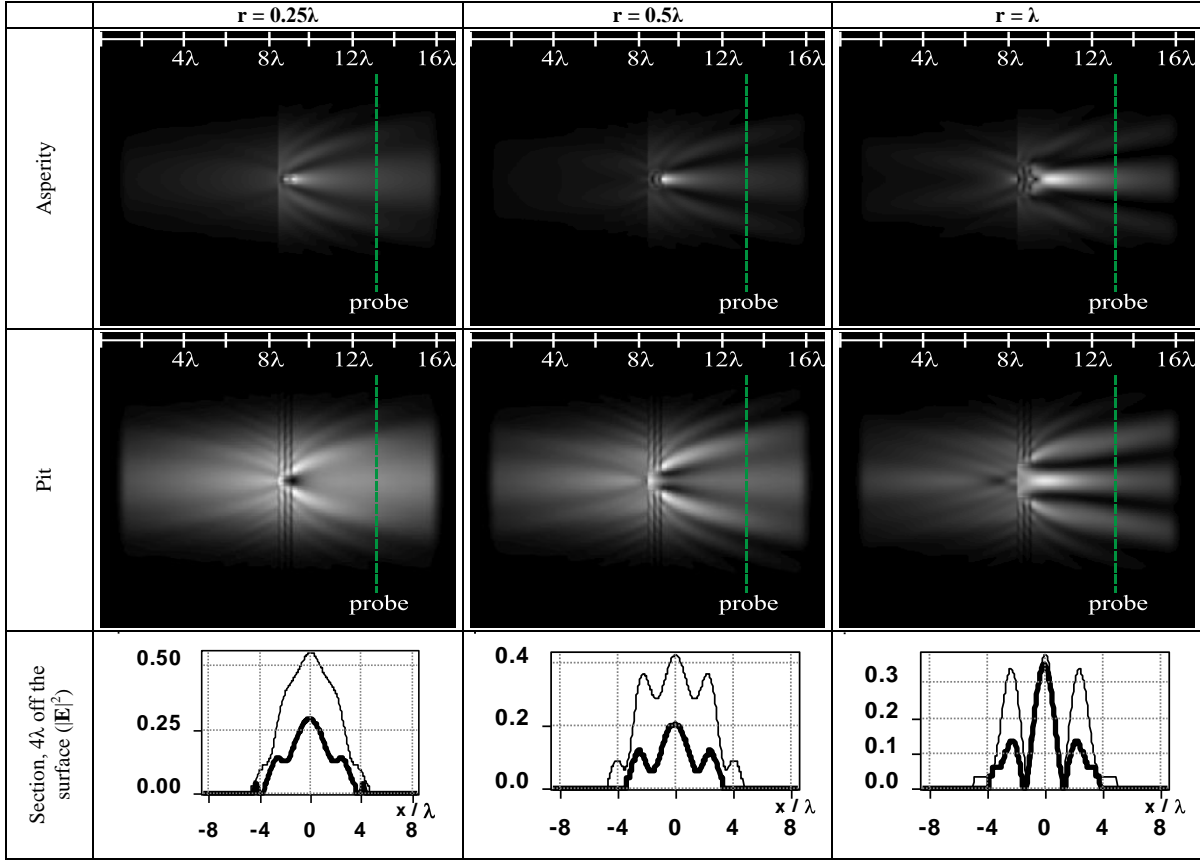 r = 0.25λ
r = 0.5λ
r = λ
Asperity
4λ 8λ 12λ 16λ
probe
4λ 8λ 12λ 16λ
probe
4λ 8λ 12λ 16λ
probe
Pit
4λ 8λ 12λ 16λ
probe
4λ 8λ 12λ 16λ
probe
4λ 8λ 12λ 16λ
probe
Section, 4λ off the
surface (|E|²)
0.50
0.25
0.00
x / λ
-8 -4 0 4 8
0.4
0.2
0.0
x / λ
-8 -4 0 4 8
0.3
0.2
0.1
0.0
x / λ
-8 -4 0 4 8